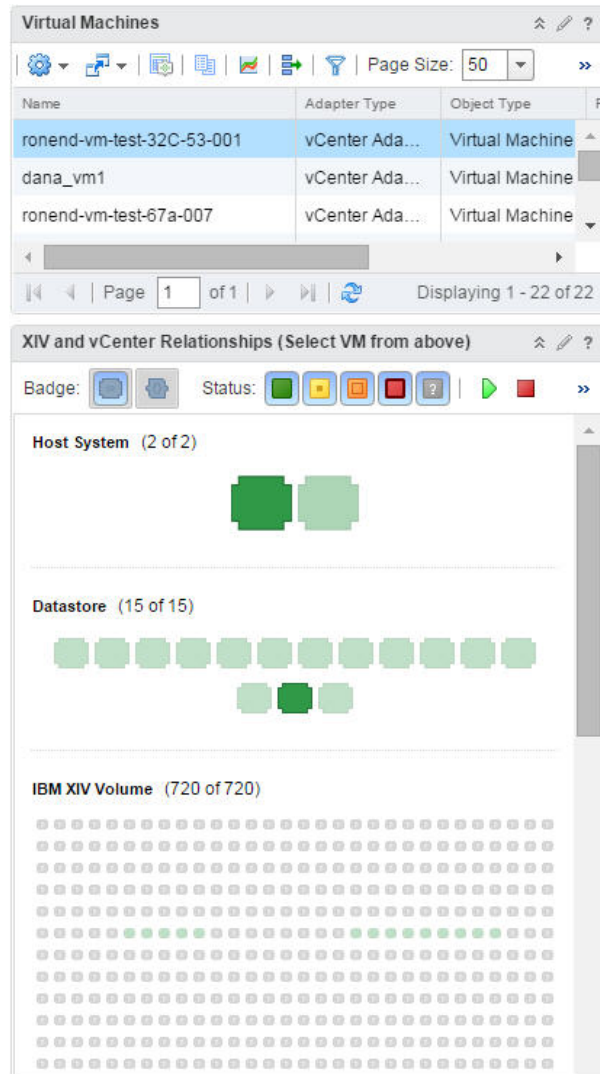 Virtual Machines ?
Page Size: 50
Name Adapter Type Object Type
ronend-vm-test-32C-53-001 vCenter Ada... Virtual Machine
dana_vm1 vCenter Ada... Virtual Machine
ronend-vm-test-67a-007 vCenter Ada... Virtual Machine
Page 1 of 1 Displaying 1 - 22 of 22
XIV and vCenter Relationships (Select VM from above) ?
Badge: Status: ?
Host System (2 of 2)
Datastore (15 of 15)
IBM XIV Volume (720 of 720)